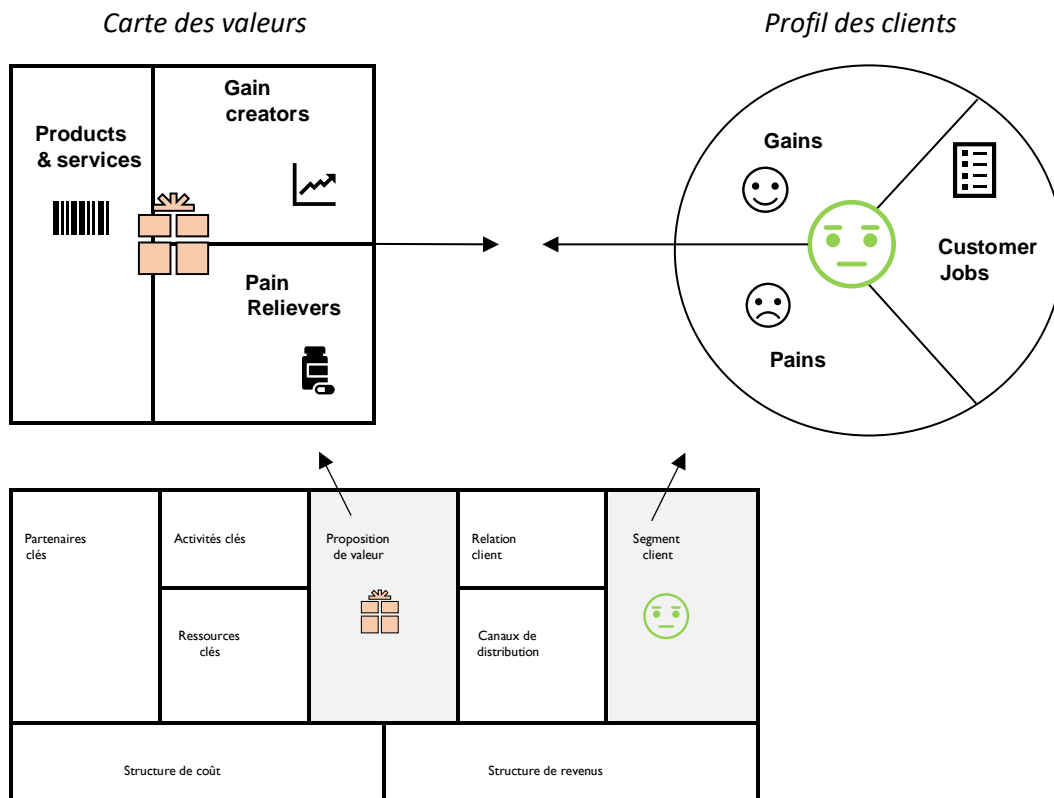 Carte des valeurs
Profil des clients
Gain
creators
Products
& services
Pain
Relievers
Gains
Customer
Jobs
Pains
Partenaires
clés
Activités clés
Proposition
de valeur
Relation
client
Segment
client
Ressources
clés
Canaux de
distribution
Structure de coût
Structure de revenus